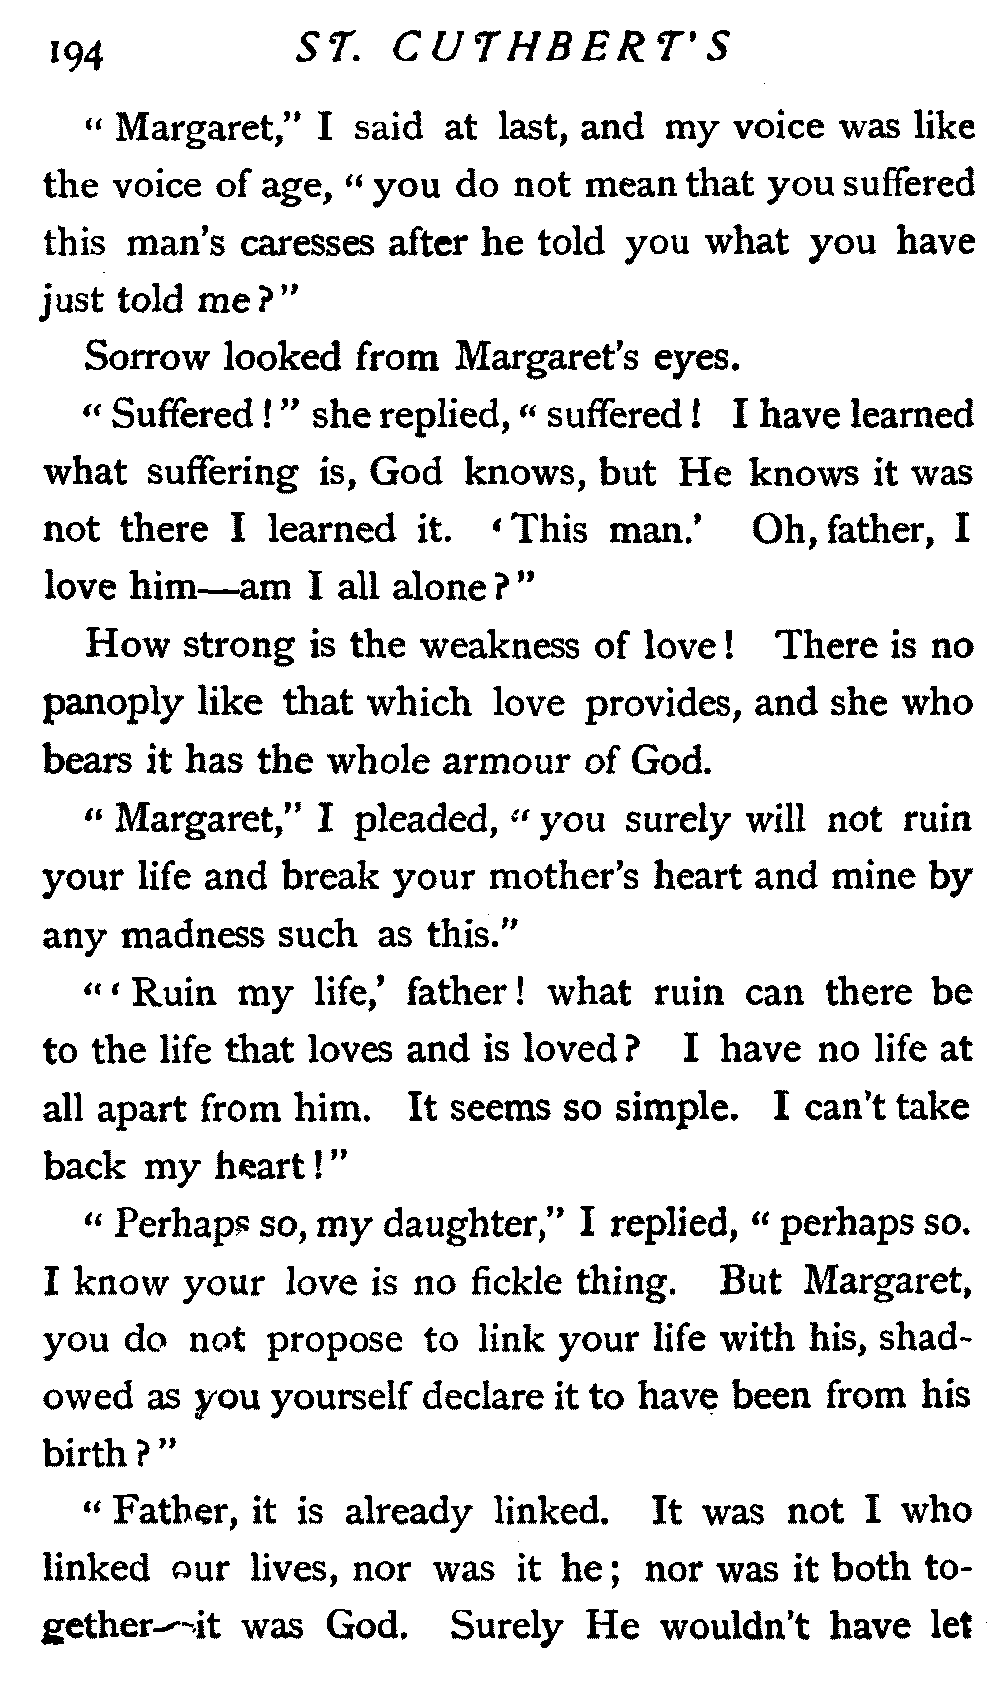 194 ST. CUTHBERT'S
" Margaret," I said at last, and my voice was like
the voice of age, " you do not mean that you suffered
this man's caresses after he told you what you have
just told me ? "
Sorrow looked from Margaret's eyes.
" Suffered ! " she replied, " suffered ! I have learned
what suffering is, God knows, but He knows it was
not there I learned it. ' This man.' Oh, father, I
love him—am I all alone ? "
How strong is the weakness of love ! There is no
panoply like that which love provides, and she who
bears it has the whole armour of God.
" Margaret," I pleaded, " you surely will not ruin
your life and break your mother's heart and mine by
any madness such as this."
" ' Ruin my life,' father ! what ruin can there be
to the life that loves and is loved ? I have no life at
all apart from him. It seems so simple. I can't take
back my heart ! "
" Perhaps so, my daughter," I replied, " perhaps so.
I know your love is no fickle thing. But Margaret,
you do not propose to link your life with his, shad-
owed as you yourself declare it to have been from his
birth ? "
" Father, it is already linked. It was not I who
linked our lives, nor was it he ; nor was it both to-
gether—it was God. Surely He wouldn't have let